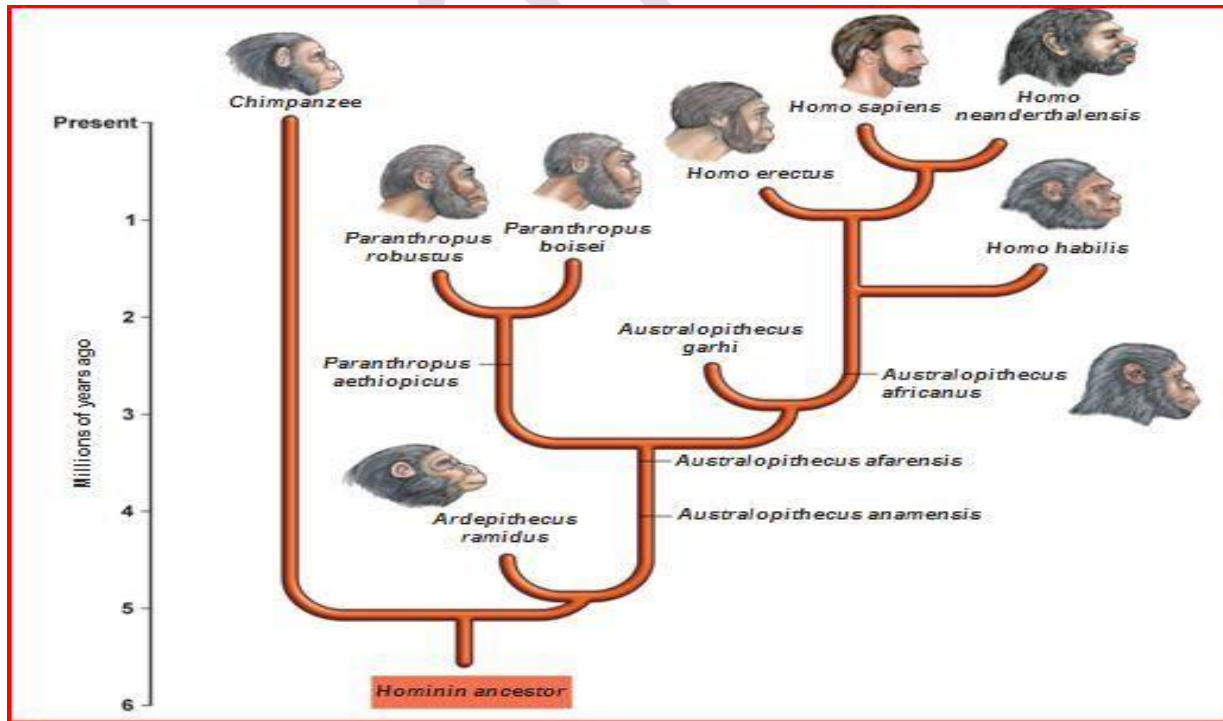 Chimpanzee
Homo sapiens
Homo
neanderthalensis
Present
Homo erectus
Paranthropus
robustus
Paranthropus
boisei
Homo habilis
1
2
Australopithecus
garhi
Paranthropus
aethiopicus
Australopithecus
africanus
Millions of years ago
3
Australopithecus afarensis
4
Ardepithecus
ramidus
Australopithecus anamensis
5
Hominin ancestor
6